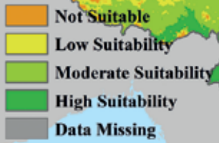 Not Suitable
Low Suitability
Moderate Suitability
High Suitability
Data Missing